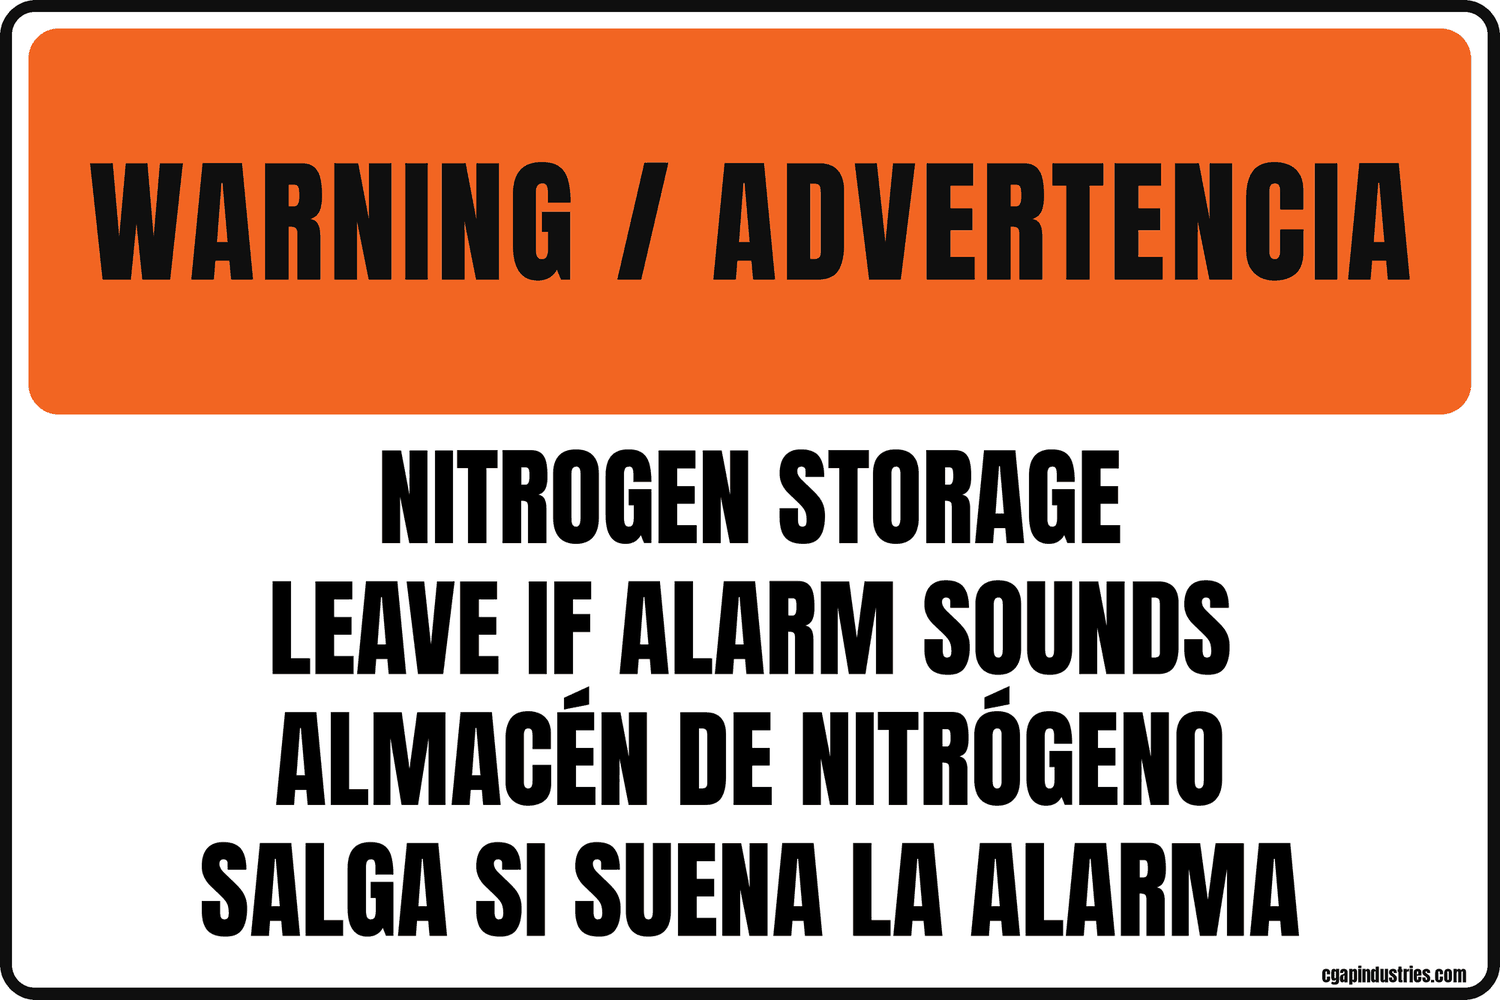 WARNING / ADVERTENCIA
NITROGEN STORAGE
LEAVE IF ALARM SOUNDS
ALMACÉN DE NITRÓGENO
SALGA SI SUENA LA ALARMA
cgapindustries.com